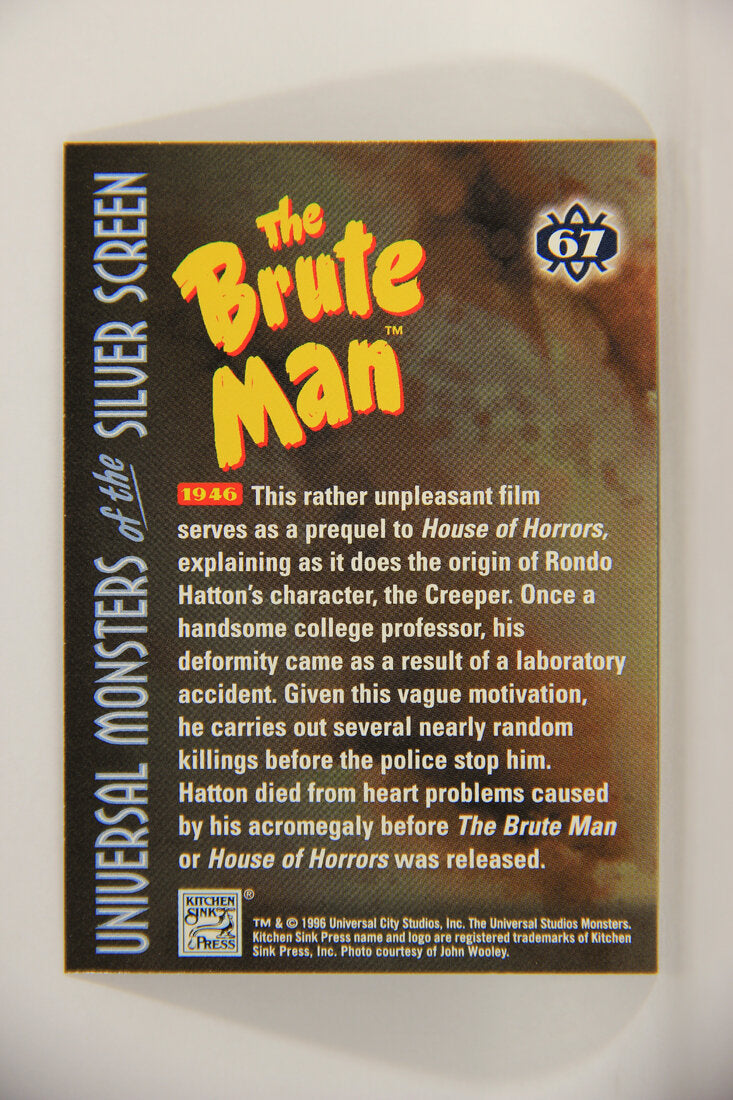 UNIVERSAL MONSTERS of the SILVER SCREEN
The
Brute
Man™
67
1946 This rather unpleasant film
serves as a prequel to House of Horrors,
explaining as it does the origin of Rondo
Hatton's character, the Creeper. Once a
handsome college professor, his
deformity came as a result of a laboratory
accident. Given this vague motivation,
he carries out several nearly random
killings before the police stop him.
Hatton died from heart problems caused
by his acromegaly before The Brute Man
or House of Horrors was released.
KITCHEN
SINK
PRESS
®
TM & © 1996 Universal City Studios, Inc. The Universal Studios Monsters.
Kitchen Sink Press name and logo are registered trademarks of Kitchen
Sink Press, Inc. Photo courtesy of John Wooley.